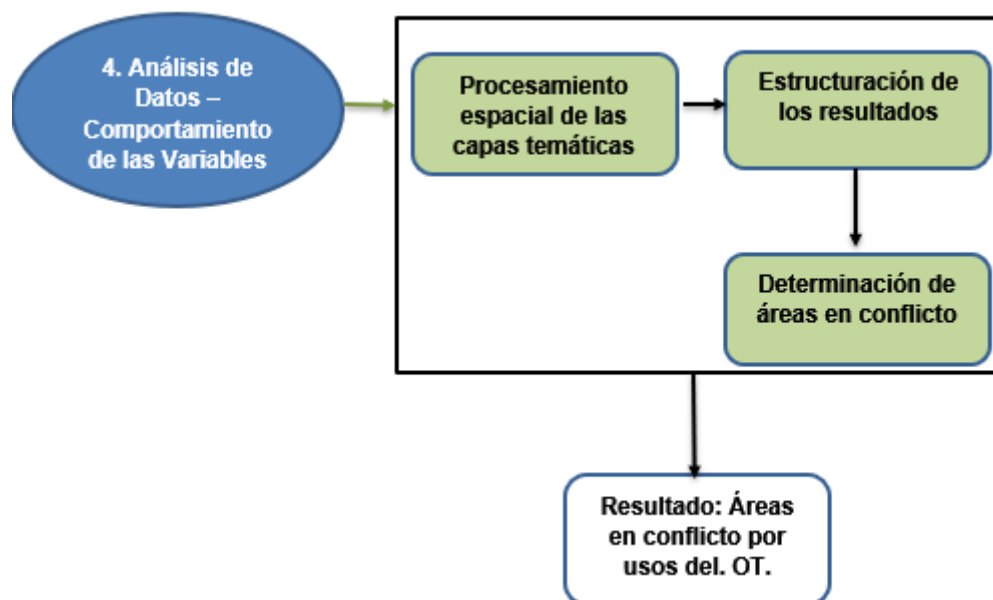 4. Análisis de
Datos –
Comportamiento
de las Variables
Procesamiento
espacial de las
capas temáticas
Estructuración de
los resultados
Determinación de
áreas en conflicto
Resultado: Áreas
en conflicto por
usos del. OT.